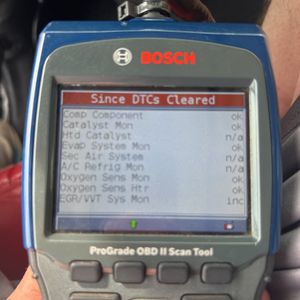 BOSCH
Since DTCs Cleared
Comp Component ok
Catalyst Mon ok
Htd Catalyst n/a
Evap System Mon ok
Sec Air System n/a
A/C Refrig Mon n/a
Oxygen Sens Mon ok
Oxygen Sens Htr ok
EGR/VVT Sys Mon inc
ProGrade OBD II Scan Tool